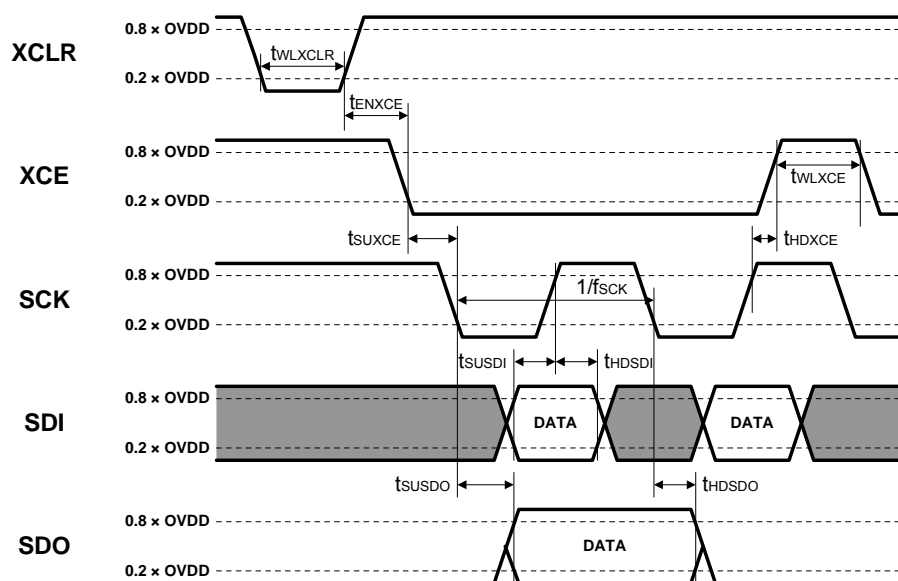 0.8 × OVDD
XCLR
tWLXCLR
0.2 × OVDD
tENXCE
0.8 × OVDD
XCE
tWLXCE
0.2 × OVDD
tSUXCE
tHDXCE
0.8 × OVDD
SCK
1/fSCK
0.2 × OVDD
tSUSDI
tHDSDI
0.8 × OVDD
SDI
DATA
DATA
0.2 × OVDD
tSUSDO
tHDSDO
0.8 × OVDD
SDO
DATA
0.2 × OVDD